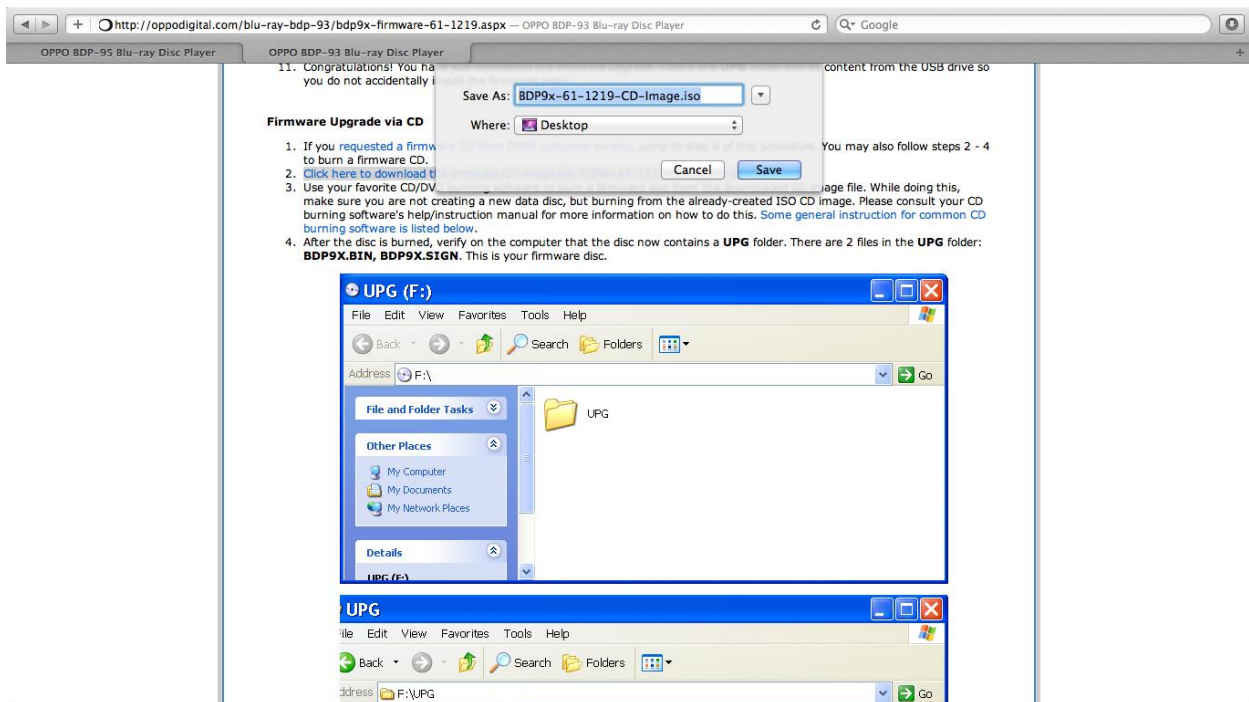 http://oppodigital.com/blu-ray-bdp-93/bdp9x-firmware-61-1219.aspx — OPPO BDP-93 Blu-ray Disc Player
Google
OPPO BDP-95 Blu-ray Disc Player
OPPO BDP-93 Blu-ray Disc Player
11. Congratulations! You ha
content from the USB drive so
you do not accidentally i
Save As: BDP9x-61-1219-CD-Image.iso
Where: Desktop
Cancel
Save
Firmware Upgrade via CD
1. If you requested a firmw
You may also follow steps 2 - 4
to burn a firmware CD.
2. Click here to download t
3. Use your favorite CD/DV
age file. While doing this,
make sure you are not creating a new data disc, but burning from the already-created ISO CD image. Please consult your CD
burning software's help/instruction manual for more information on how to do this. Some general instruction for common CD
burning software is listed below.
4. After the disc is burned, verify on the computer that the disc now contains a UPG folder. There are 2 files in the UPG folder:
BDP9X.BIN, BDP9X.SIGN. This is your firmware disc.
UPG (F:)
File Edit View Favorites Tools Help
Back Search Folders
Address F:\ Go
File and Folder Tasks
UPG
Other Places
My Computer
My Documents
My Network Places
Details
UPG (F:)
UPG
File Edit View Favorites Tools Help
Back Search Folders
Address F:\UPG Go